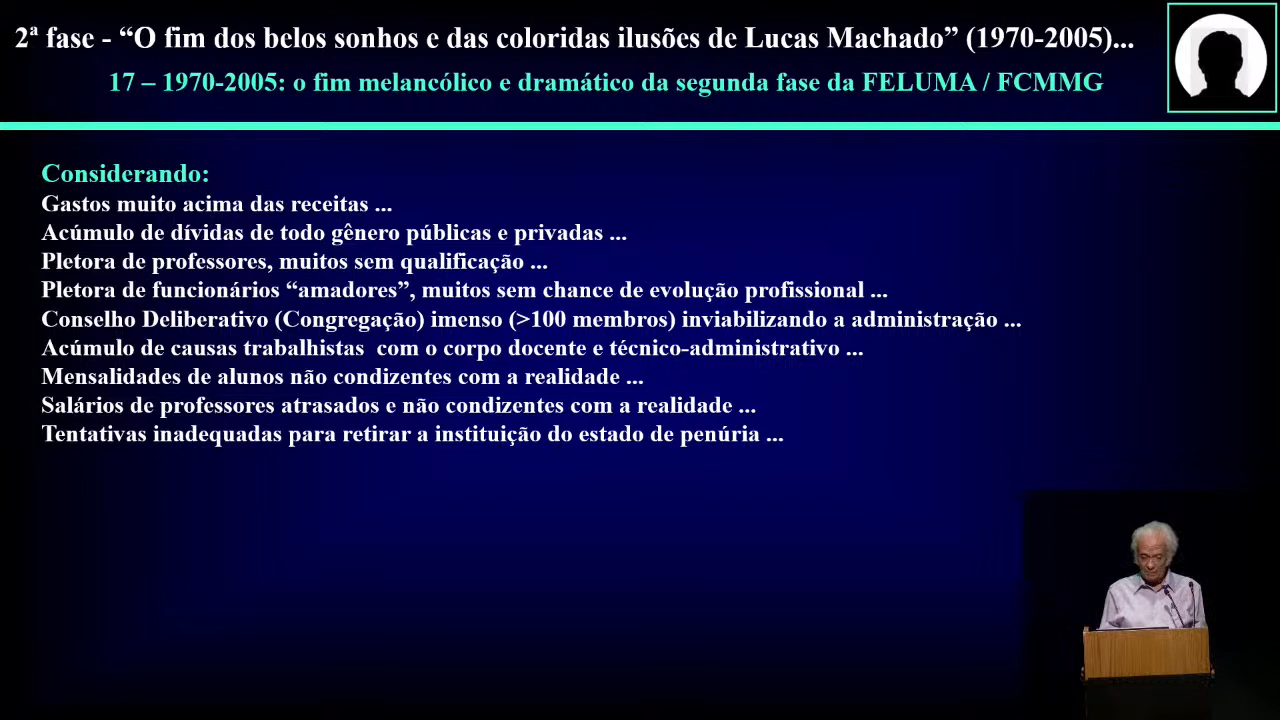 2ª fase - “O fim dos belos sonhos e das coloridas ilusões de Lucas Machado” (1970-2005)...
17 – 1970-2005: o fim melancólico e dramático da segunda fase da FELUMA / FCMMG
Considerando:
Gastos muito acima das receitas ...
Acúmulo de dívidas de todo gênero públicas e privadas ...
Pletora de professores, muitos sem qualificação ...
Pletora de funcionários “amadores”, muitos sem chance de evolução profissional ...
Conselho Deliberativo (Congregação) imenso (>100 membros) inviabilizando a administração ...
Acúmulo de causas trabalhistas  com o corpo docente e técnico-administrativo ...
Mensalidades de alunos não condizentes com a realidade ...
Salários de professores atrasados e não condizentes com a realidade ...
Tentativas inadequadas para retirar a instituição do estado de penúria ...